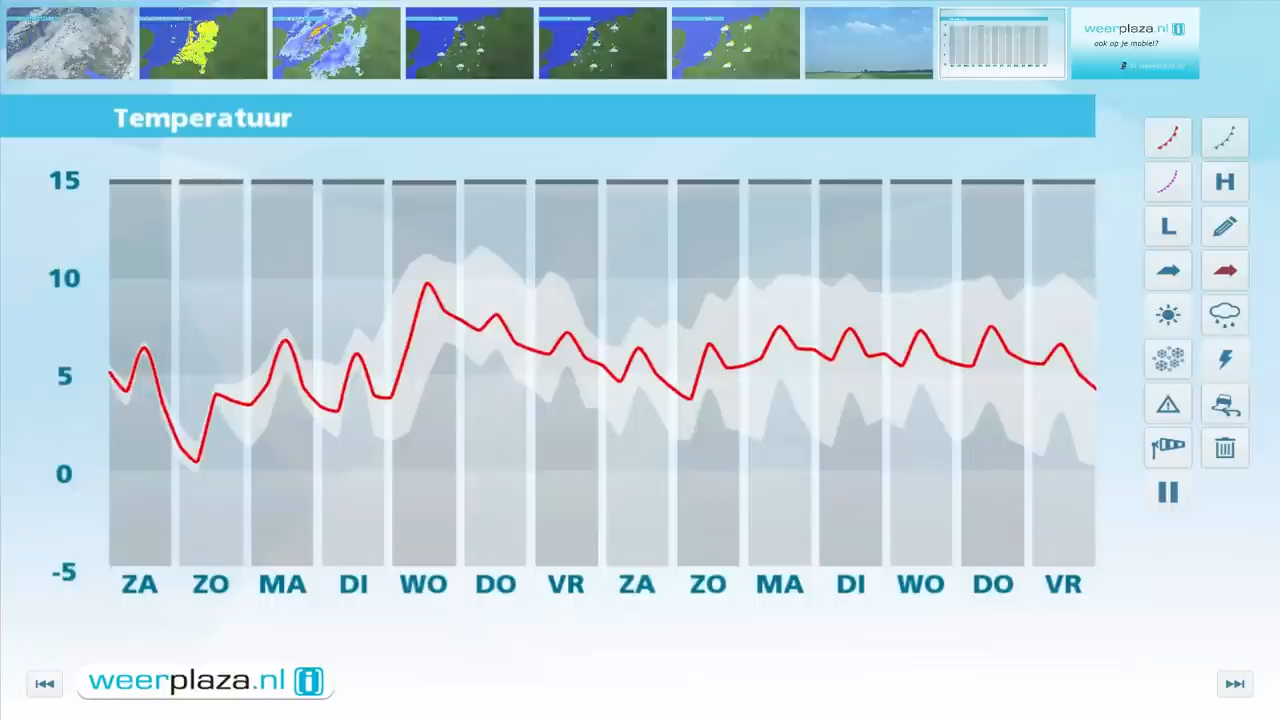 weerplaza.nl i
ook op je mobiel?
Temperatuur
15
10
5
0
-5
H
L
ZA ZO MA DI WO DO VR ZA ZO MA DI WO DO VR
weerplaza.nl i